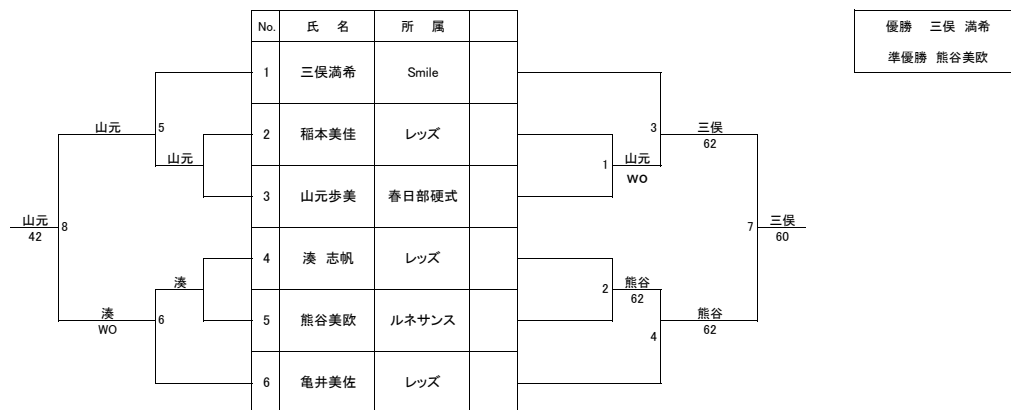 No. 氏 名 所 属
優勝 三俣 満希
準優勝 熊谷美欧
1 三俣満希 Smile
山元 5 3 三俣
62
2 稲本美佳 レッズ
山元 1 山元
WO
3 山元歩美 春日部硬式
山元 8 7 三俣
42 60
4 湊 志帆 レッズ
湊 2 熊谷
62
湊 6 熊谷
WO 62
5 熊谷美欧 ルネサンス
4
6 亀井美佐 レッズ